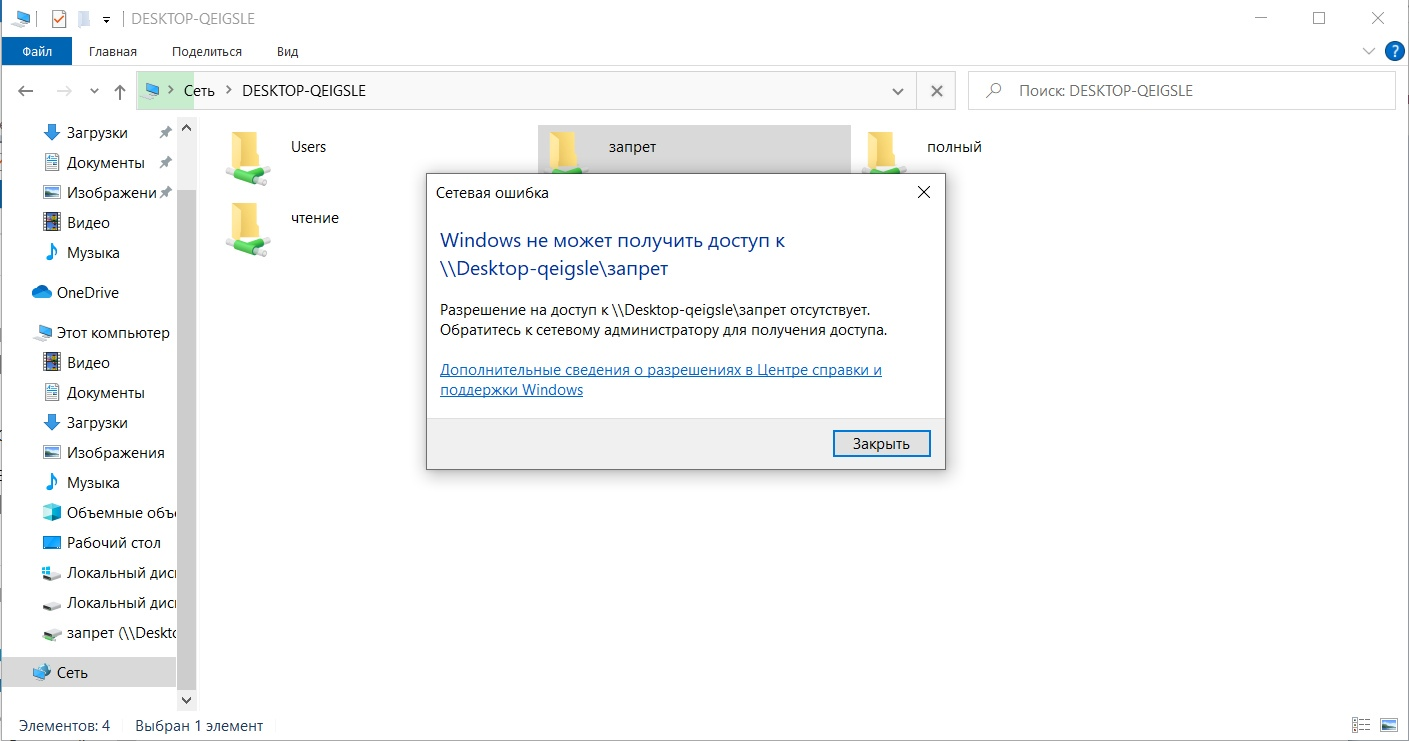 DESKTOP-QEIGSLE
Файл Главная Поделиться Вид
Сеть DESKTOP-QEIGSLE Поиск: DESKTOP-QEIGSLE
Загрузки
Документы
Изображени
Видео
Музыка
OneDrive
Этот компьютер
Видео
Документы
Загрузки
Изображения
Музыка
Объемные объ
Рабочий стол
Локальный дис
Локальный дис
запрет (\\Deskto
Сеть
Users запрет полный
чтение
Сетевая ошибка
Windows не может получить доступ к
\\Desktop-qeigsle\запрет
Разрешение на доступ к \\Desktop-qeigsle\запрет отсутствует.
Обратитесь к сетевому администратору для получения доступа.
Дополнительные сведения о разрешениях в Центре справки и
поддержки Windows
Закрыть
Элементов: 4 Выбран 1 элемент